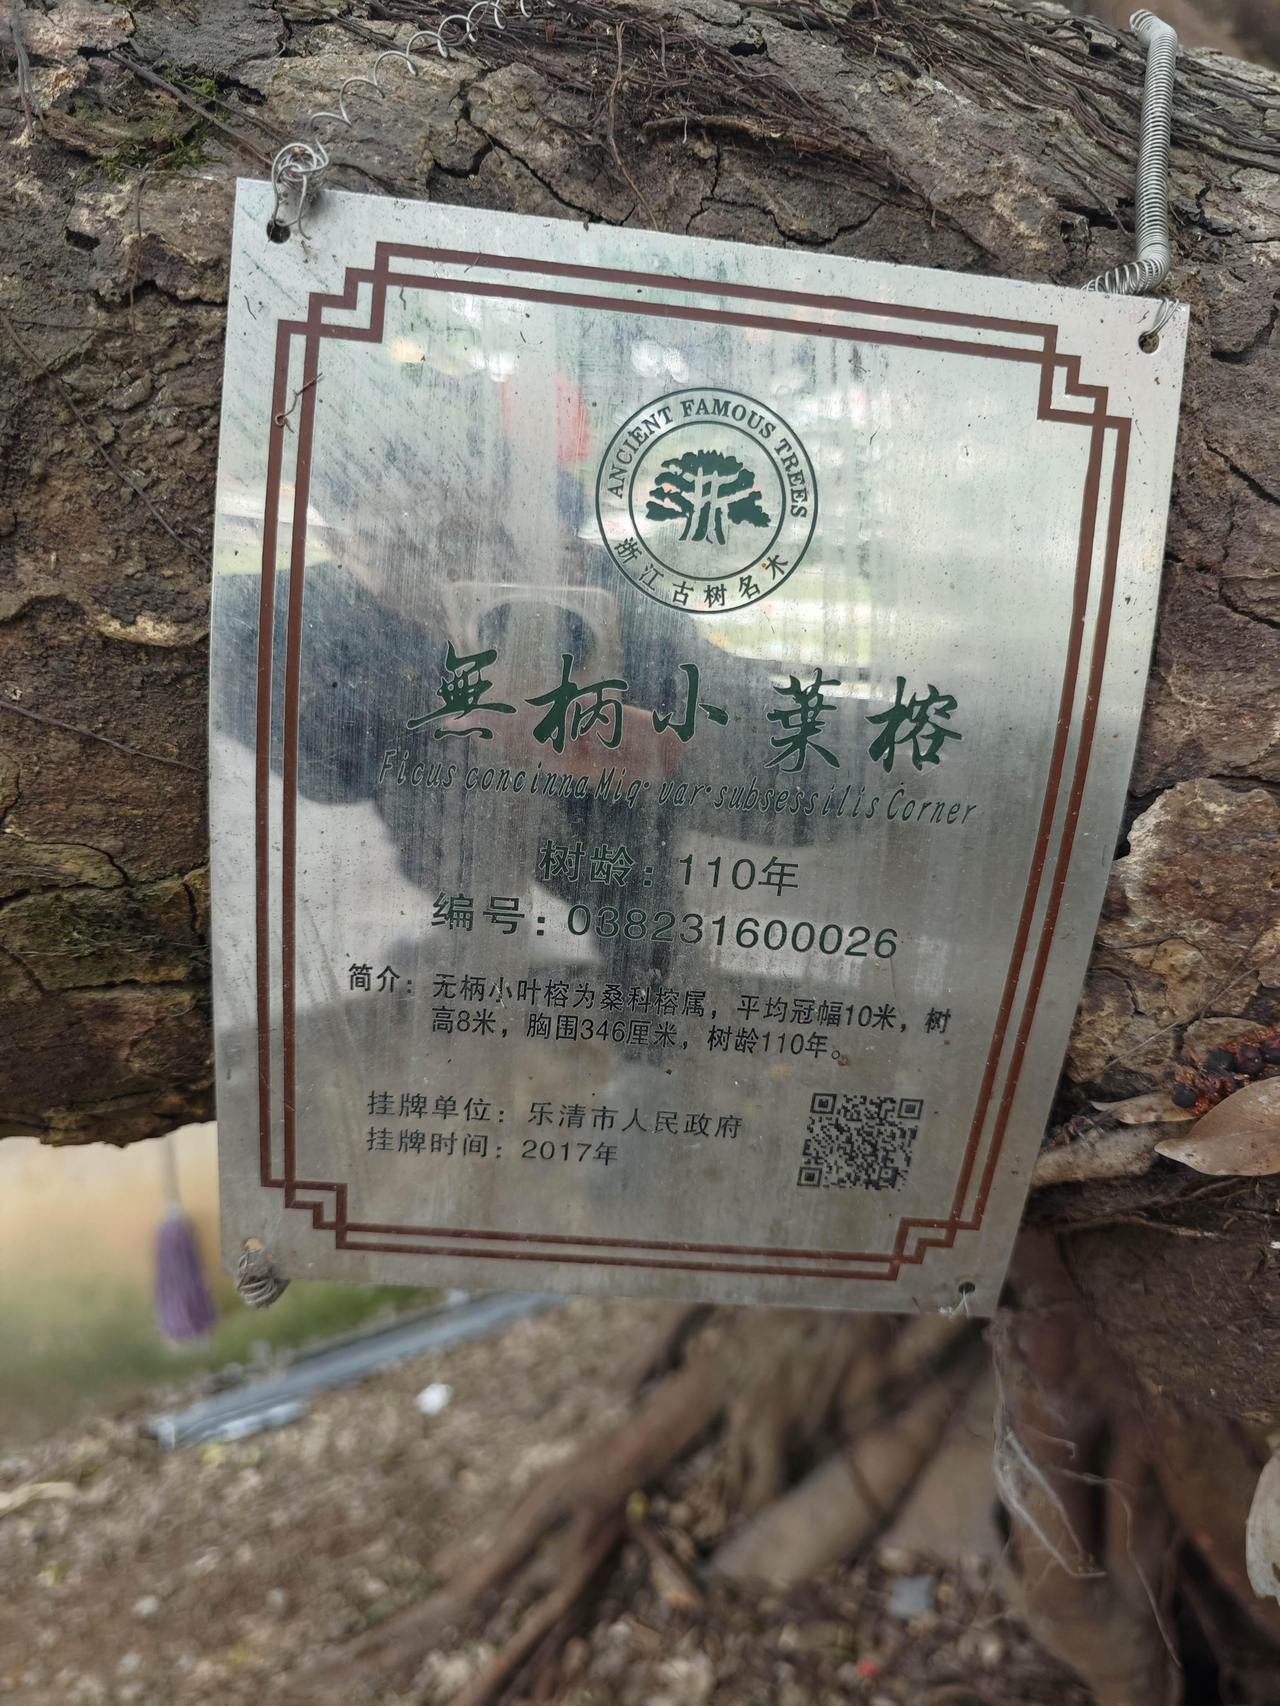 ANCIENT FAMOUS TREES
浙江古树名木
無柄小葉榕
Ficus concinna Miq· var·subsessilis Corner
树龄：110年
编号：038231600026
简介：无柄小叶榕为桑科榕属，平均冠幅10米，树
高8米，胸围346厘米，树龄110年。
挂牌单位：乐清市人民政府
挂牌时间：2017年